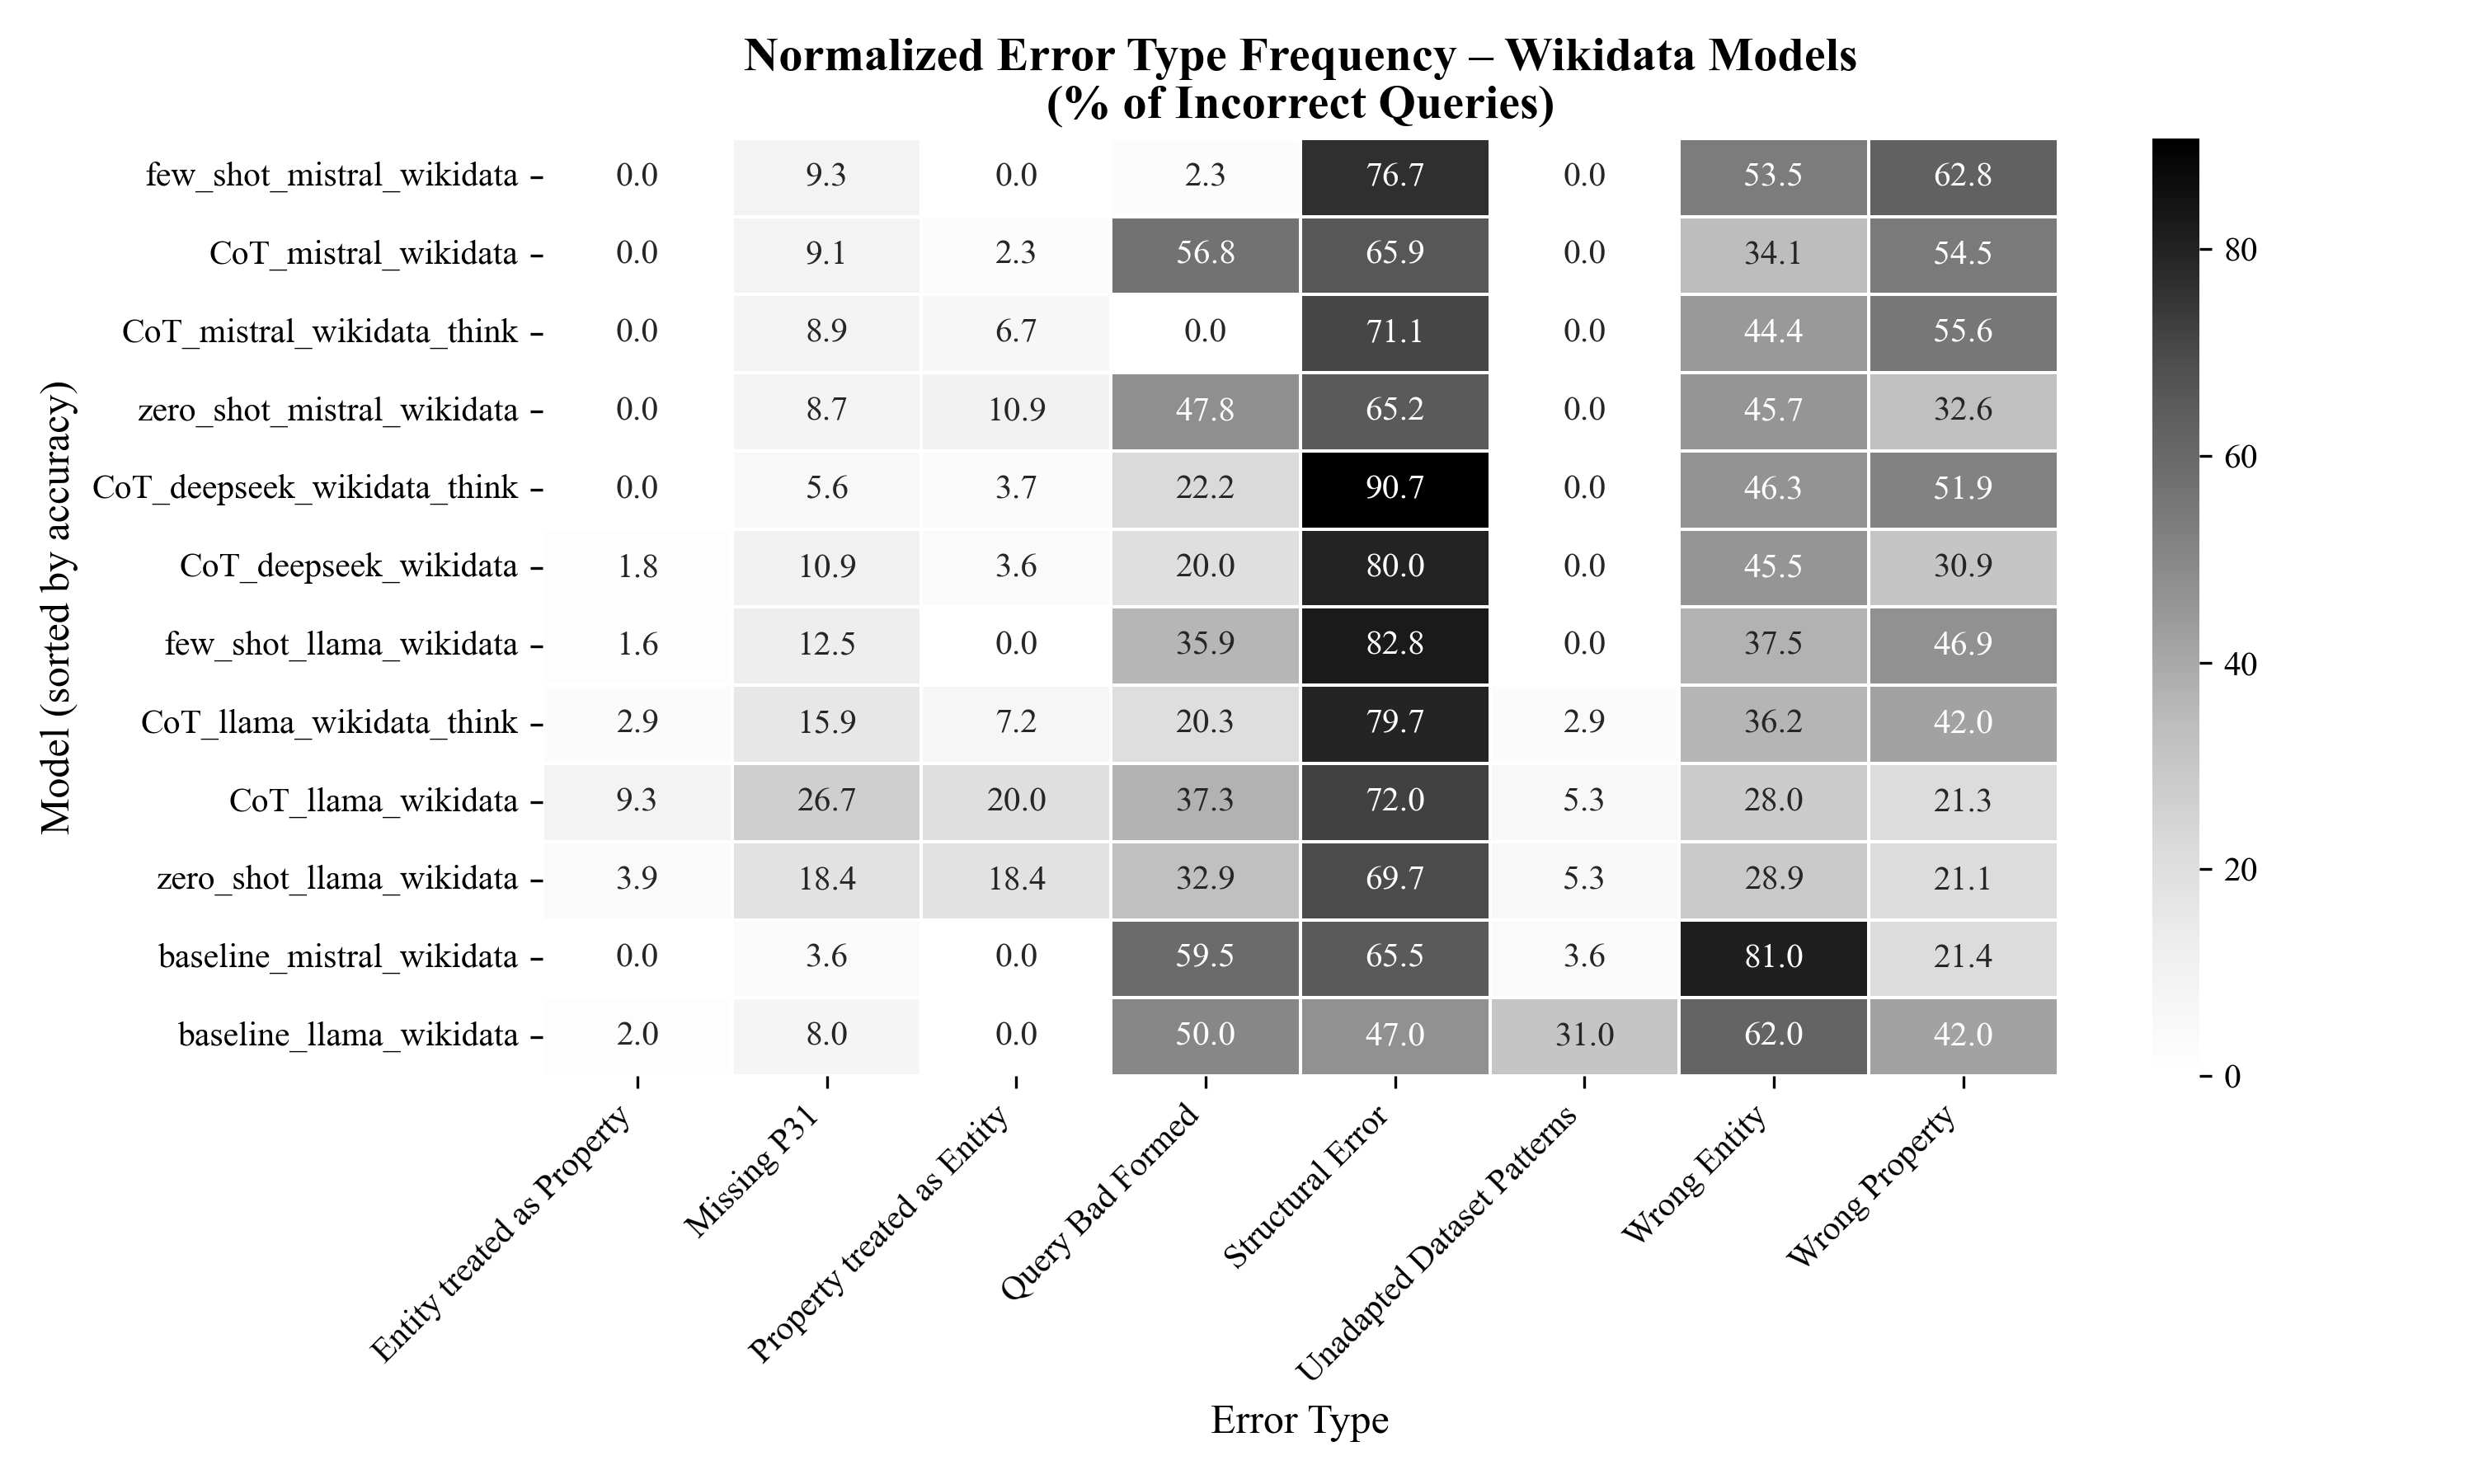 Normalized Error Type Frequency – Wikidata Models
(% of Incorrect Queries)
Model (sorted by accuracy)
few_shot_mistral_wikidata 0.0 9.3 0.0 2.3 76.7 0.0 53.5 62.8
CoT_mistral_wikidata 0.0 9.1 2.3 56.8 65.9 0.0 34.1 54.5
CoT_mistral_wikidata_think 0.0 8.9 6.7 0.0 71.1 0.0 44.4 55.6
zero_shot_mistral_wikidata 0.0 8.7 10.9 47.8 65.2 0.0 45.7 32.6
CoT_deepseek_wikidata_think 0.0 5.6 3.7 22.2 90.7 0.0 46.3 51.9
CoT_deepseek_wikidata 1.8 10.9 3.6 20.0 80.0 0.0 45.5 30.9
few_shot_llama_wikidata 1.6 12.5 0.0 35.9 82.8 0.0 37.5 46.9
CoT_llama_wikidata_think 2.9 15.9 7.2 20.3 79.7 2.9 36.2 42.0
CoT_llama_wikidata 9.3 26.7 20.0 37.3 72.0 5.3 28.0 21.3
zero_shot_llama_wikidata 3.9 18.4 18.4 32.9 69.7 5.3 28.9 21.1
baseline_mistral_wikidata 0.0 3.6 0.0 59.5 65.5 3.6 81.0 21.4
baseline_llama_wikidata 2.0 8.0 0.0 50.0 47.0 31.0 62.0 42.0
Entity treated as Property
Missing P31
Property treated as Entity
Query Bad Formed
Structural Error
Unadapted Dataset Patterns
Wrong Entity
Wrong Property
Error Type
80
60
40
20
0